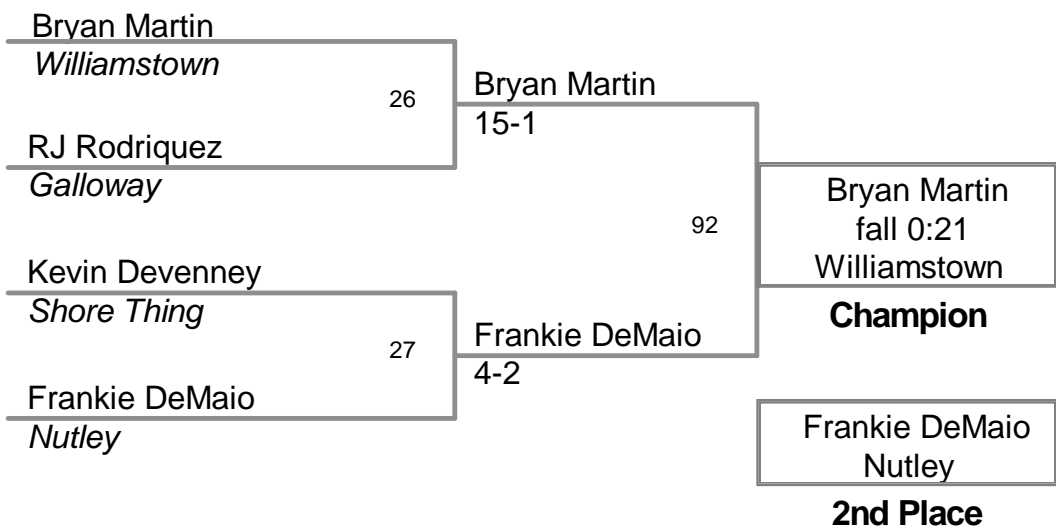 Bryan Martin
Williamstown
26
RJ Rodriquez
Galloway
Kevin Devenney
Shore Thing
27
Frankie DeMaio
Nutley
Bryan Martin
15-1
92
Frankie DeMaio
4-2
Bryan Martin
fall 0:21
Williamstown
Champion
Frankie DeMaio
Nutley
2nd Place